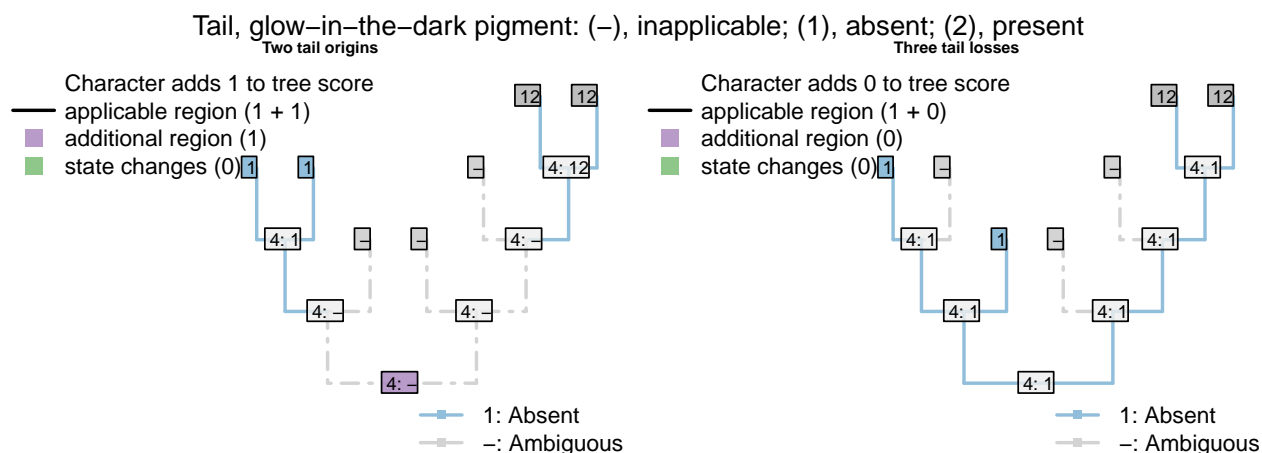 Tail, glow−in−the−dark pigment: (−), inapplicable; (1), absent; (2), present
Two tail origins
Character adds 1 to tree score
applicable region (1 + 1)
additional region (1)
state changes (0)
12 12
1 1 − 4: 12
4: 1 − − 4: −
4: − 4: −
4: −
1: Absent
−: Ambiguous
Three tail losses
Character adds 0 to tree score
applicable region (1 + 0)
additional region (0)
state changes (0)
12 12
1 − − 4: 1
4: 1 1 − 4: 1
4: 1 4: 1
4: 1
1: Absent
−: Ambiguous